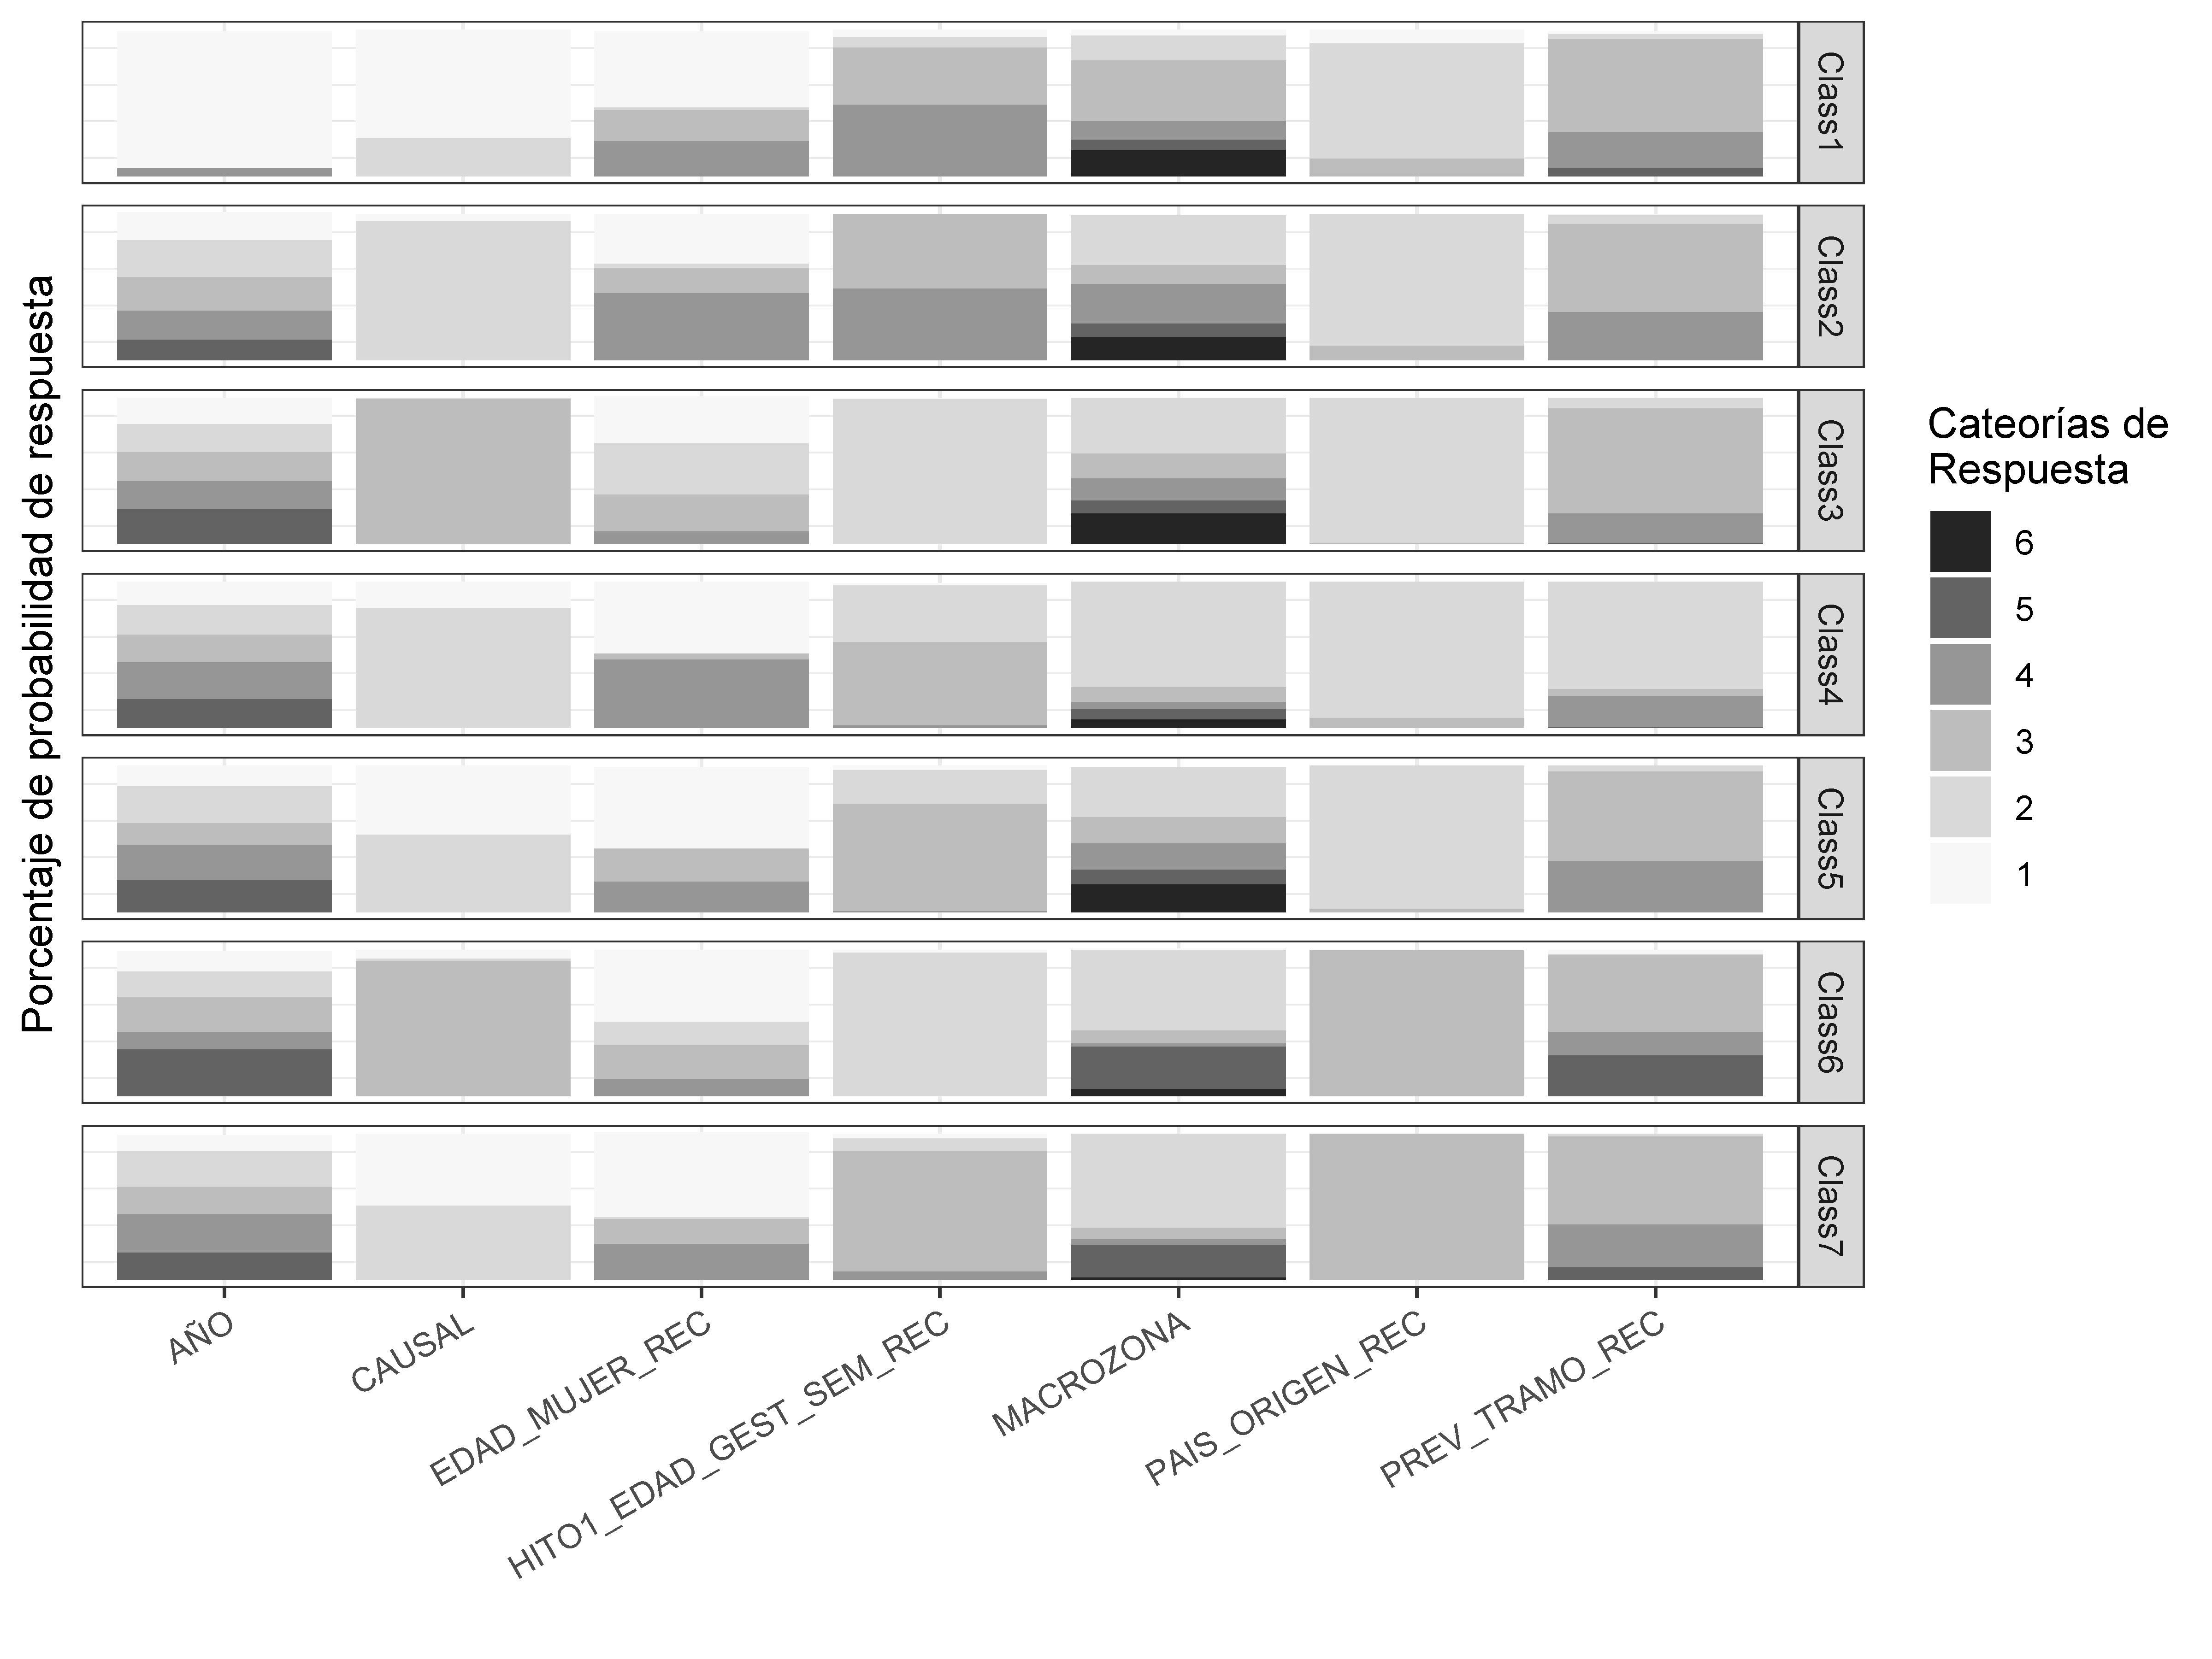 Porcentaje de probabilidad de respuesta
Class1
Class2
Class3
Class4
Class5
Class6
Class7
AÑO
CAUSAL
EDAD_MUJER_REC
HITO1_EDAD_GEST_SEM_REC
MACROZONA
PAIS_ORIGEN_REC
PREV_TRAMO_REC
Cateorías de
Respuesta
6
5
4
3
2
1